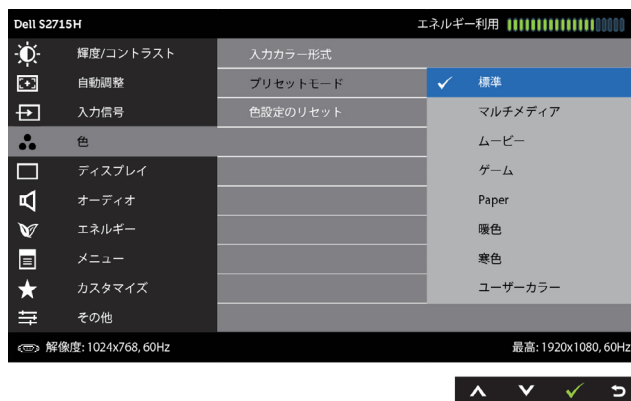 Dell S2715H エネルギー利用
輝度/コントラスト 入力カラー形式
自動調整 プリセットモード 標準
入力信号 色設定のリセット マルチメディア
色 ムービー
ディスプレイ ゲーム
オーディオ Paper
エネルギー 暖色
メニュー 寒色
カスタマイズ ユーザーカラー
その他
解像度: 1024x768, 60Hz 最高: 1920x1080, 60Hz